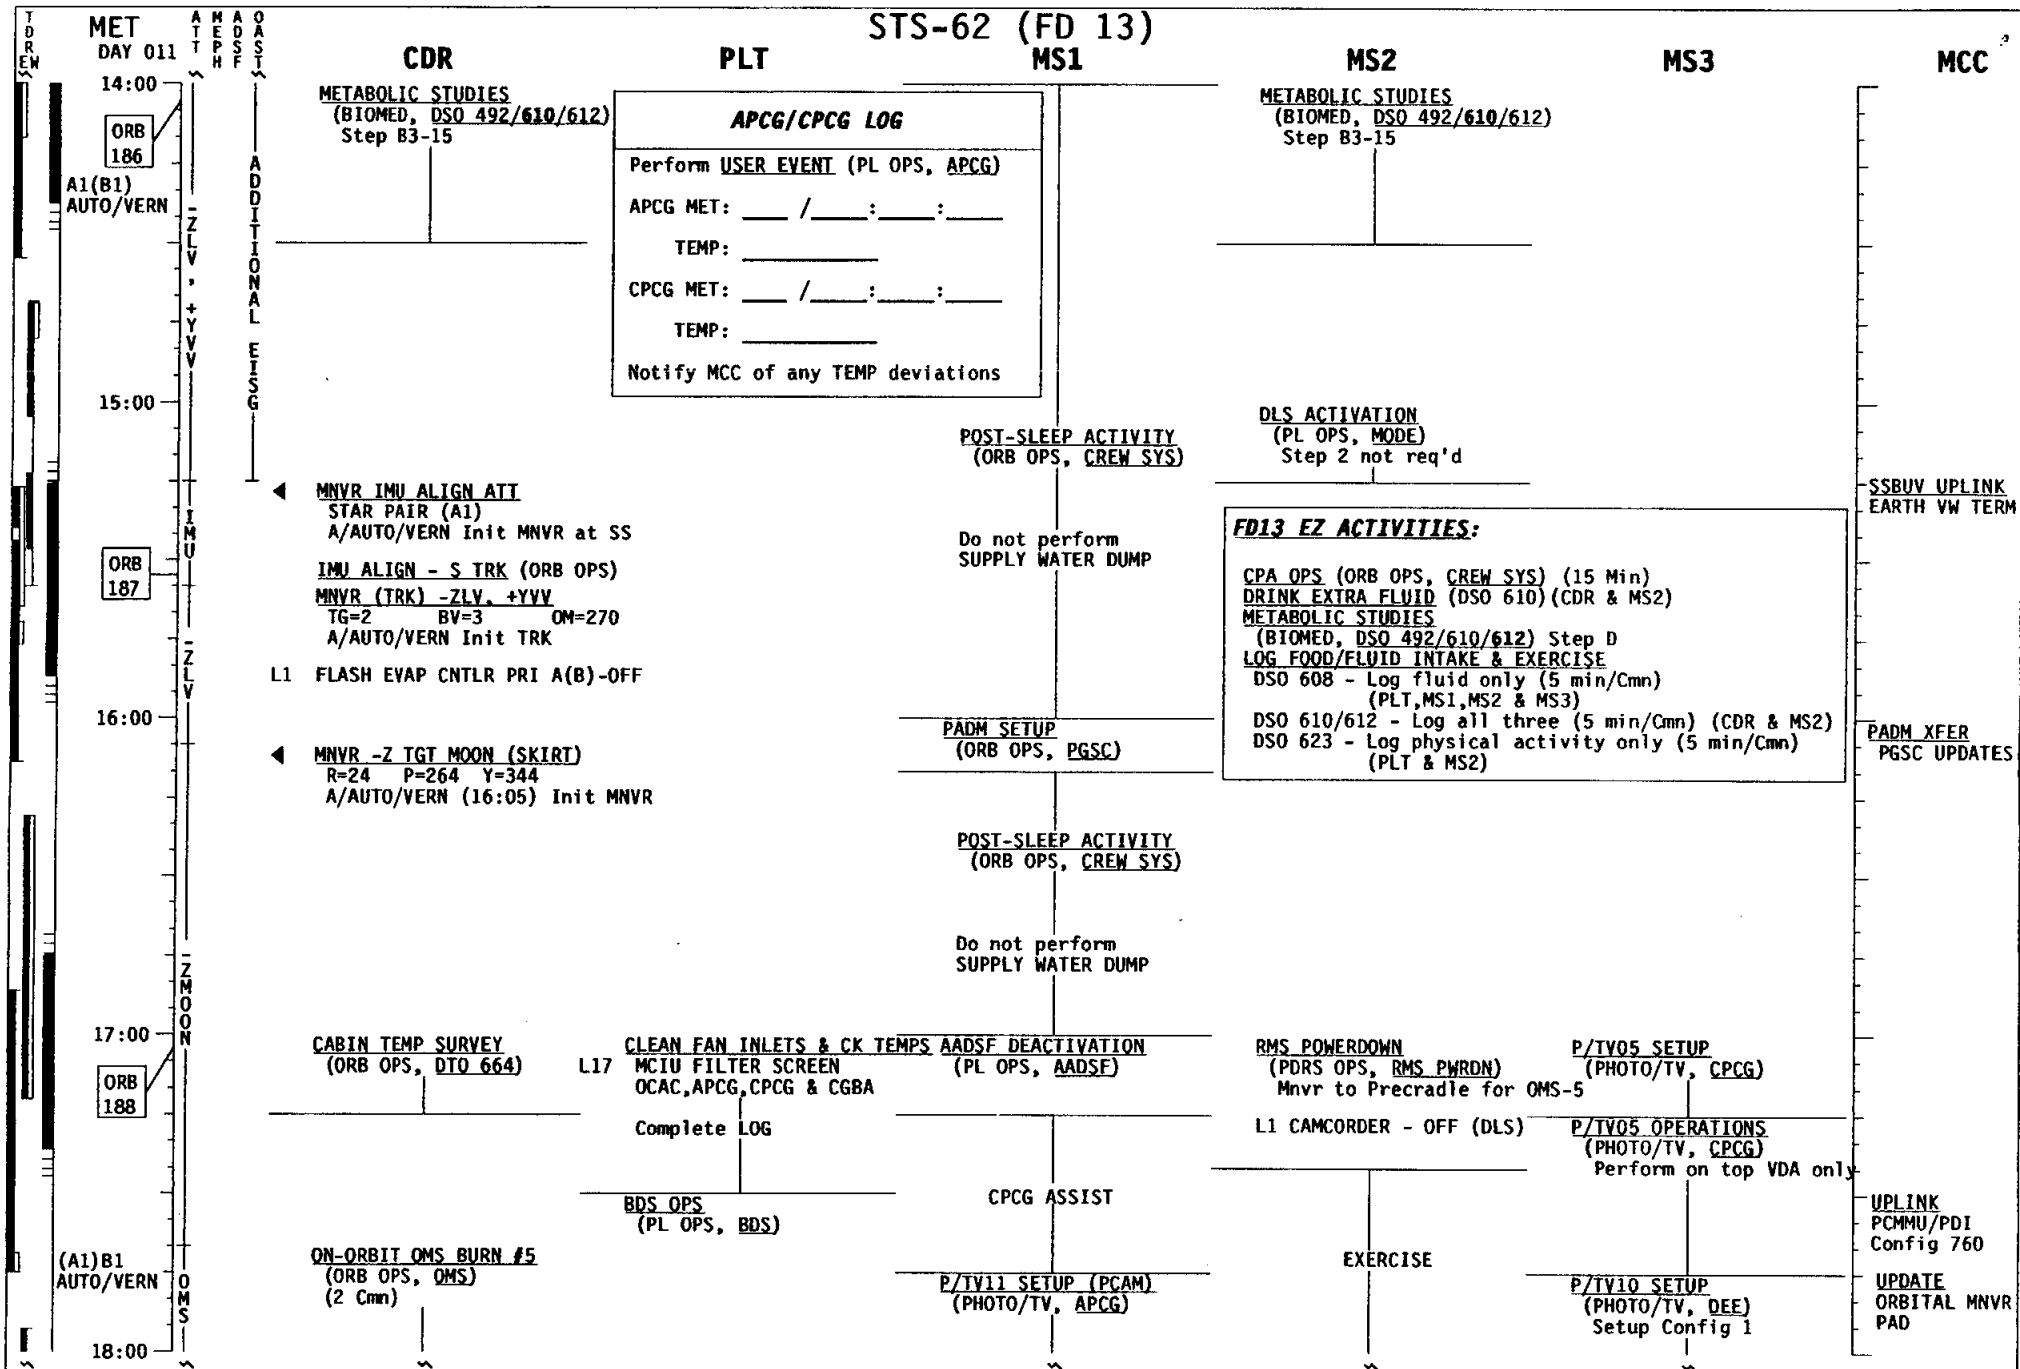 STS-62 (FD 13)
TDREW
MET
DAY 011
ATT
MEPH
ADSF
OAST
CDR
PLT
MS1
MS2
MS3
MCC
14:00
ORB
186
A1(B1)
AUTO/VERN
15:00
ORB
187
16:00
17:00
ORB
188
(A1)B1
AUTO/VERN
18:00
-ZLV, +YVV
IMU
-ZLV
-ZMOON
OMS
ADDITIONAL EISG
METABOLIC STUDIES
(BIOMED, DSO 492/610/612)
Step B3-15
MNVR IMU ALIGN ATT
STAR PAIR (A1)
A/AUTO/VERN Init MNVR at SS
IMU ALIGN - S TRK (ORB OPS)
MNVR (TRK) -ZLV, +YVV
TG=2 BV=3 OM=270
A/AUTO/VERN Init TRK
L1 FLASH EVAP CNTLR PRI A(B)-OFF
MNVR -Z TGT MOON (SKIRT)
R=24 P=264 Y=344
A/AUTO/VERN (16:05) Init MNVR
CABIN TEMP SURVEY
(ORB OPS, DTO 664)
ON-ORBIT OMS BURN #5
(ORB OPS, OMS)
(2 Cmn)
APCG/CPCG LOG
Perform USER EVENT (PL OPS, APCG)
APCG MET: ____ /_____:_____:_____
TEMP: ____________
CPCG MET: ____ /_____:_____:_____
TEMP: ____________
Notify MCC of any TEMP deviations
CLEAN FAN INLETS & CK TEMPS
L17 MCIU FILTER SCREEN
OCAC,APCG,CPCG & CGBA
Complete LOG
BDS OPS
(PL OPS, BDS)
POST-SLEEP ACTIVITY
(ORB OPS, CREW SYS)
Do not perform
SUPPLY WATER DUMP
PADM SETUP
(ORB OPS, PGSC)
POST-SLEEP ACTIVITY
(ORB OPS, CREW SYS)
Do not perform
SUPPLY WATER DUMP
AADSF DEACTIVATION
(PL OPS, AADSF)
CPCG ASSIST
P/TV11 SETUP (PCAM)
(PHOTO/TV, APCG)
METABOLIC STUDIES
(BIOMED, DSO 492/610/612)
Step B3-15
DLS ACTIVATION
(PL OPS, MODE)
Step 2 not req'd
FD13 EZ ACTIVITIES:
CPA OPS (ORB OPS, CREW SYS) (15 Min)
DRINK EXTRA FLUID (DSO 610)(CDR & MS2)
METABOLIC STUDIES
(BIOMED, DSO 492/610/612) Step D
LOG FOOD/FLUID INTAKE & EXERCISE
DSO 608 - Log fluid only (5 min/Cmn)
(PLT,MS1,MS2 & MS3)
DSO 610/612 - Log all three (5 min/Cmn) (CDR & MS2)
DSO 623 - Log physical activity only (5 min/Cmn)
(PLT & MS2)
RMS POWERDOWN
(PDRS OPS, RMS PWRDN)
Mnvr to Precradle for OMS-5
L1 CAMCORDER - OFF (DLS)
EXERCISE
P/TV05 SETUP
(PHOTO/TV, CPCG)
P/TV05 OPERATIONS
(PHOTO/TV, CPCG)
Perform on top VDA only
P/TV10 SETUP
(PHOTO/TV, DEE)
Setup Config 1
SSBUV UPLINK
EARTH VW TERM
PADM XFER
PGSC UPDATES
UPLINK
PCMMU/PDI
Config 760
UPDATE
ORBITAL MNVR
PAD